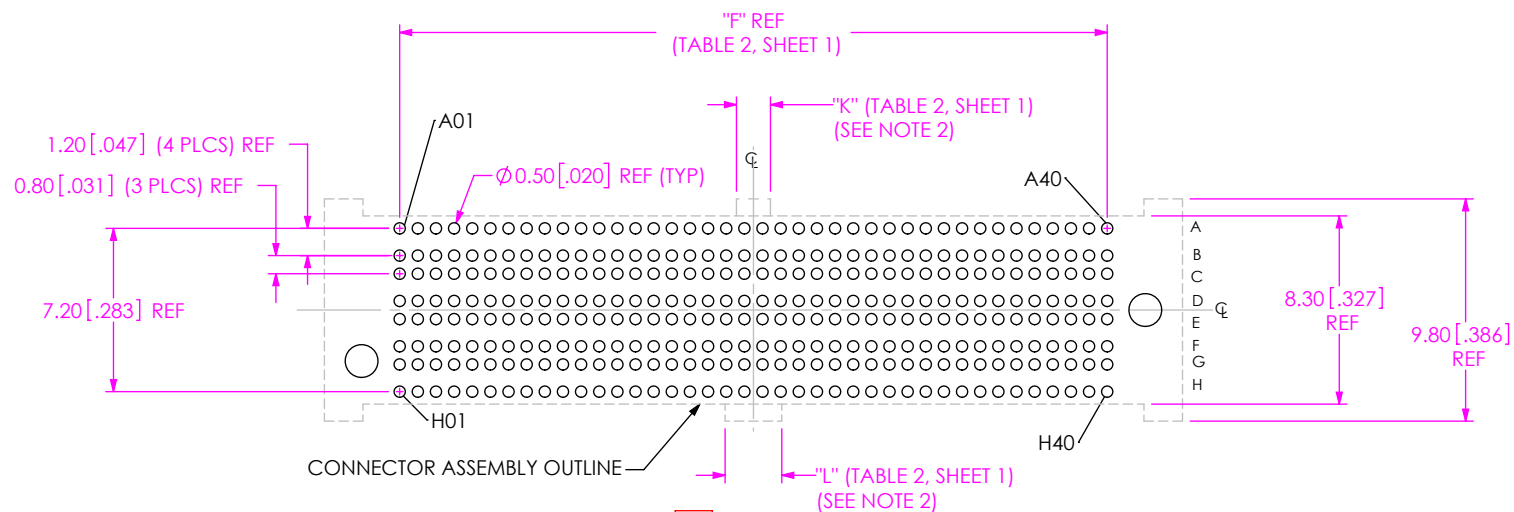 "F" REF
(TABLE 2, SHEET 1)
"K" (TABLE 2, SHEET 1)
(SEE NOTE 2)
A01
1.20 [.047] (4 PLCS) REF
℄
Ø0.50 [.020] REF (TYP)
A40
0.80 [.031] (3 PLCS) REF
A
B
C
D
E
F
G
H
℄
7.20 [.283] REF
8.30 [.327]
REF
9.80 [.386]
REF
H01
H40
CONNECTOR ASSEMBLY OUTLINE
"L" (TABLE 2, SHEET 1)
(SEE NOTE 2)